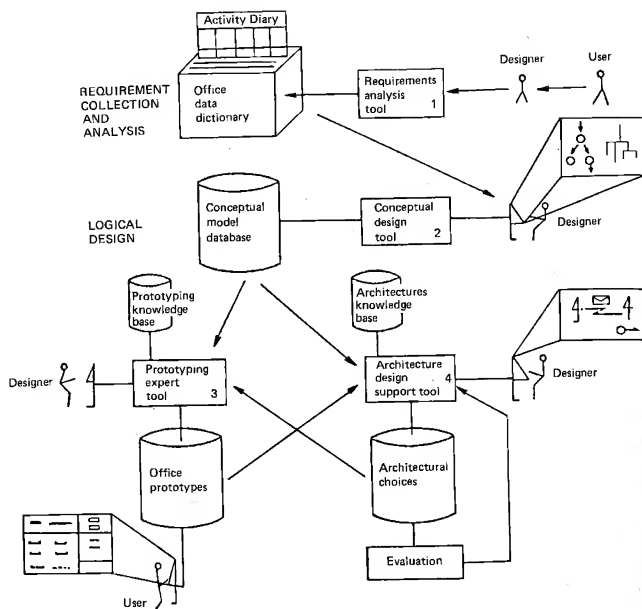 Activity Diary
REQUIREMENT
COLLECTION
AND
ANALYSIS
Office
data
dictionary
Requirements
analysis
tool 1
Designer
User
LOGICAL
DESIGN
Conceptual
model
database
Conceptual
design
tool 2
Designer
Prototyping
knowledge
base
Architectures
knowledge
base
Designer
Prototyping
expert
tool 3
Architecture
design 4
support tool
Designer
Office
prototypes
Architectural
choices
Evaluation
User